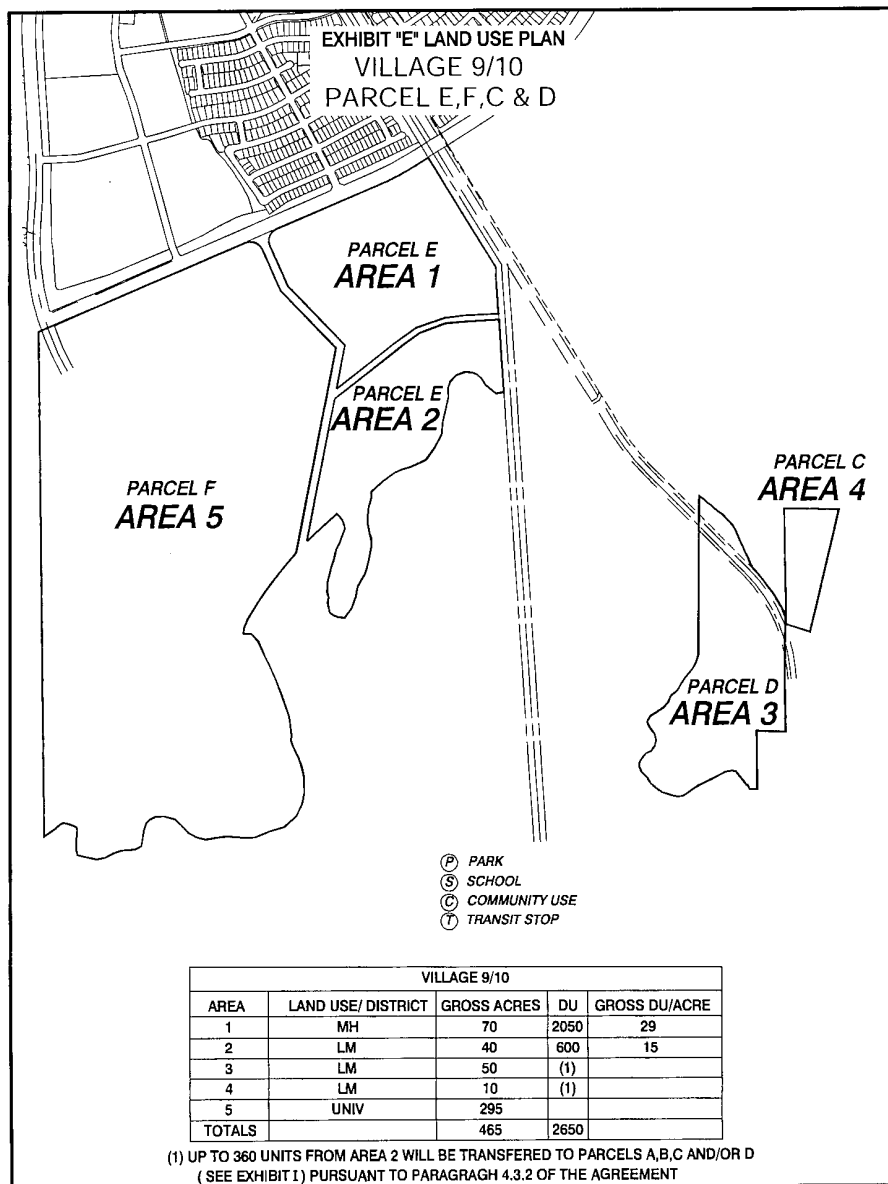 EXHIBIT "E" LAND USE PLAN
VILLAGE 9/10
PARCEL E,F,C & D
PARCEL E
AREA 1
PARCEL E
AREA 2
PARCEL F
AREA 5
PARCEL C
AREA 4
PARCEL D
AREA 3
P PARK
S SCHOOL
C COMMUNITY USE
T TRANSIT STOP
VILLAGE 9/10
AREA LAND USE/ DISTRICT GROSS ACRES DU GROSS DU/ACRE
1 MH 70 2050 29
2 LM 40 600 15
3 LM 50 (1)
4 LM 10 (1)
5 UNIV 295
TOTALS 465 2650
(1) UP TO 360 UNITS FROM AREA 2 WILL BE TRANSFERED TO PARCELS A,B,C AND/OR D
( SEE EXHIBIT I ) PURSUANT TO PARAGRAGH 4.3.2 OF THE AGREEMENT